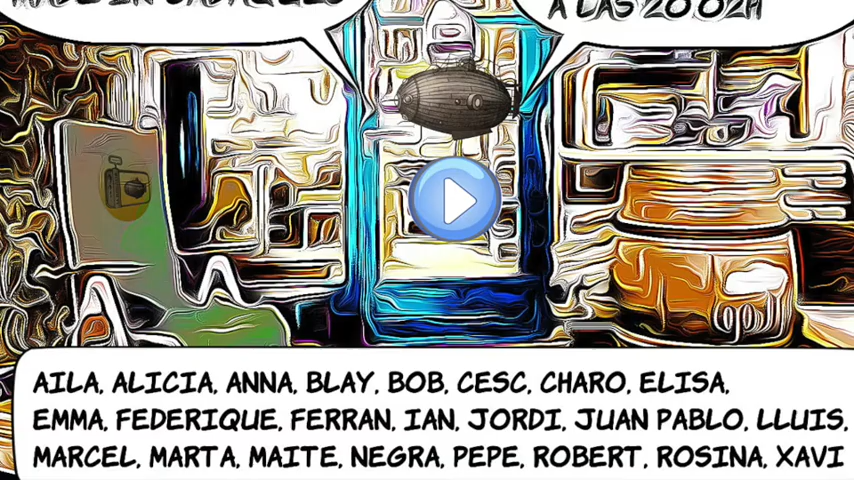 A LAS 20:02H
AILA, ALICIA, ANNA, BLAY, BOB, CESC, CHARO, ELISA,
EMMA, FEDERIQUE, FERRAN, IAN, JORDI, JUAN PABLO, LLUIS,
MARCEL, MARTA, MAITE, NEGRA, PEPE, ROBERT, ROSINA, XAVI